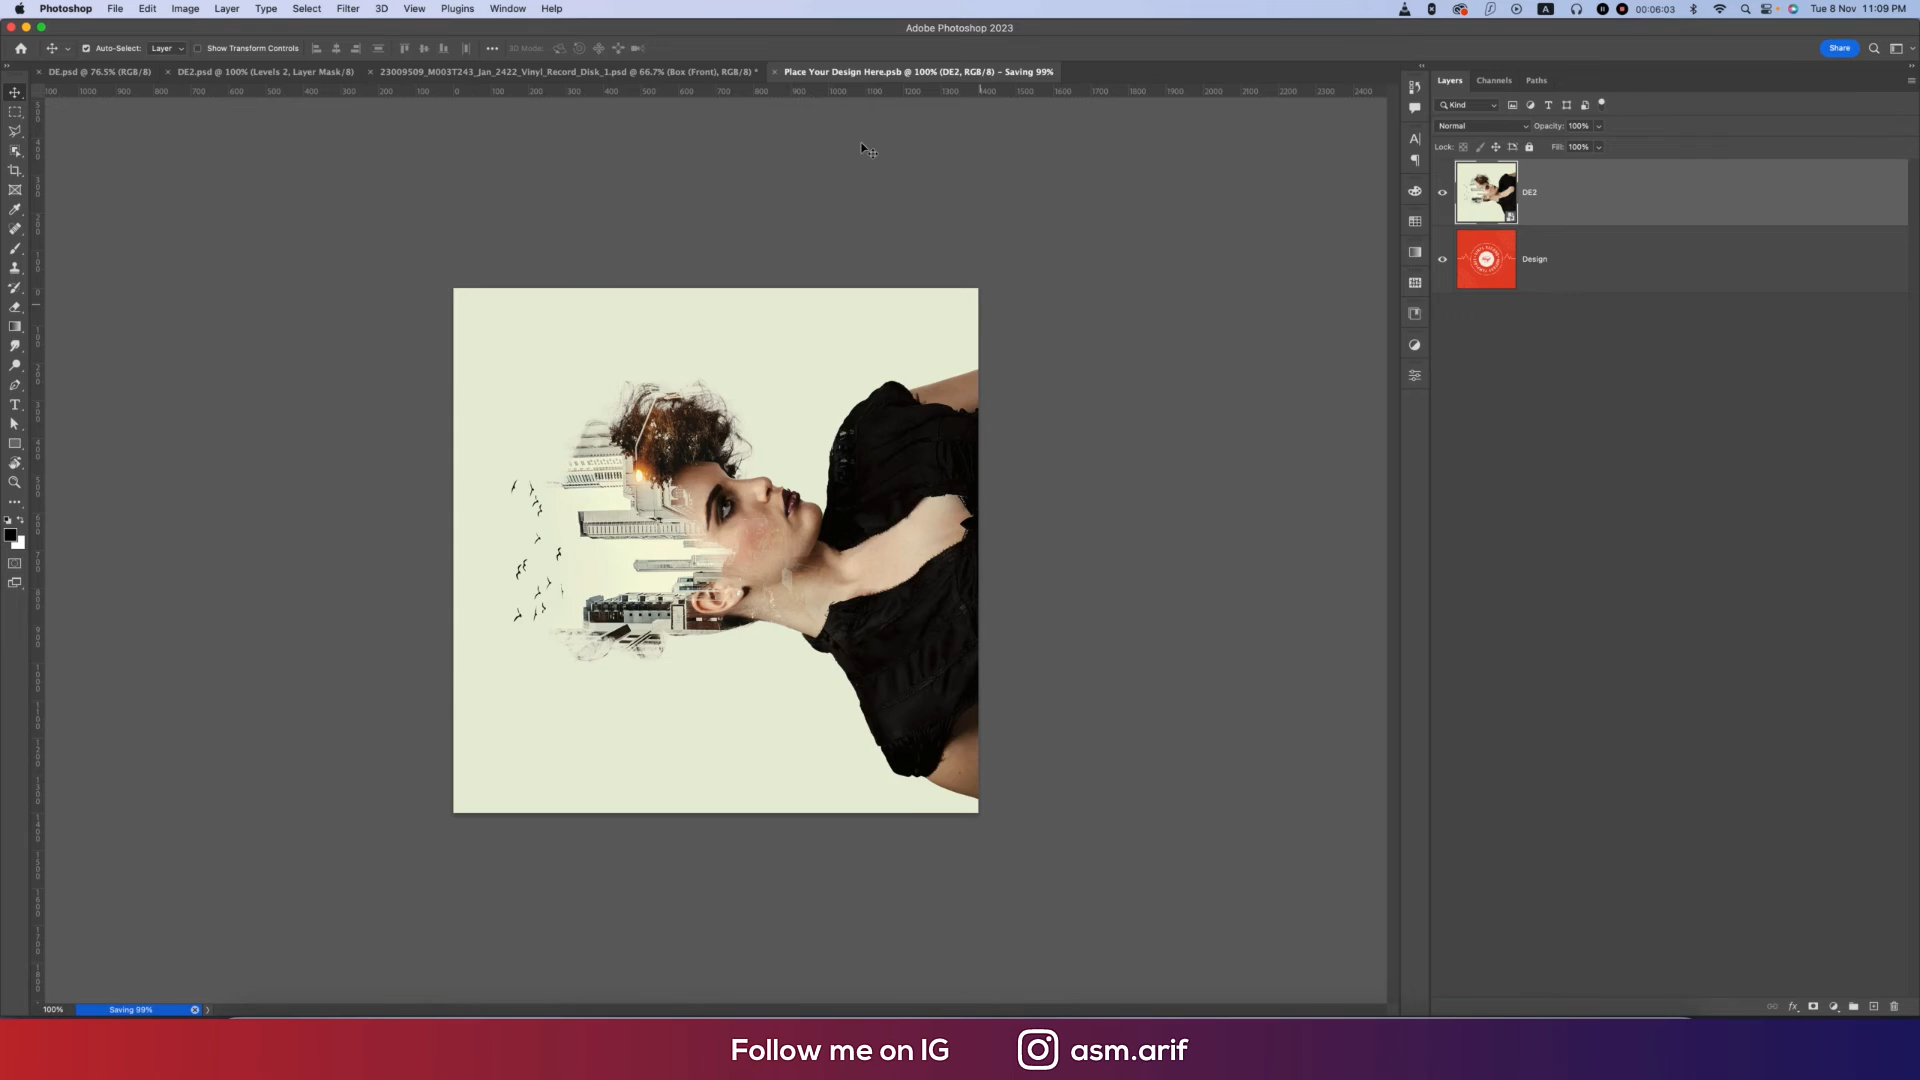 Photoshop File Edit Image Layer Type Select Filter 3D View Plugins Window Help
A 00:06:03 Tue 8 Nov 11:09 PM
Adobe Photoshop 2023
Auto-Select: Layer Show Transform Controls 3D Mode: Share
DE.psd @ 76.5% (RGB/8) DE2.psd @ 100% (Levels 2, Layer Mask/8) 23009509_M003T243_Jan_2422_Vinyl_Record_Disk_1.psd @ 66.7% (Box (Front), RGB/8) * Place Your Design Here.psb @ 100% (DE2, RGB/8) – Saving 99%
Layers Channels Paths
Kind
Normal Opacity: 100%
Lock: Fill: 100%
DE2
Design
100% Saving 99%
Follow me on IG asm.arif